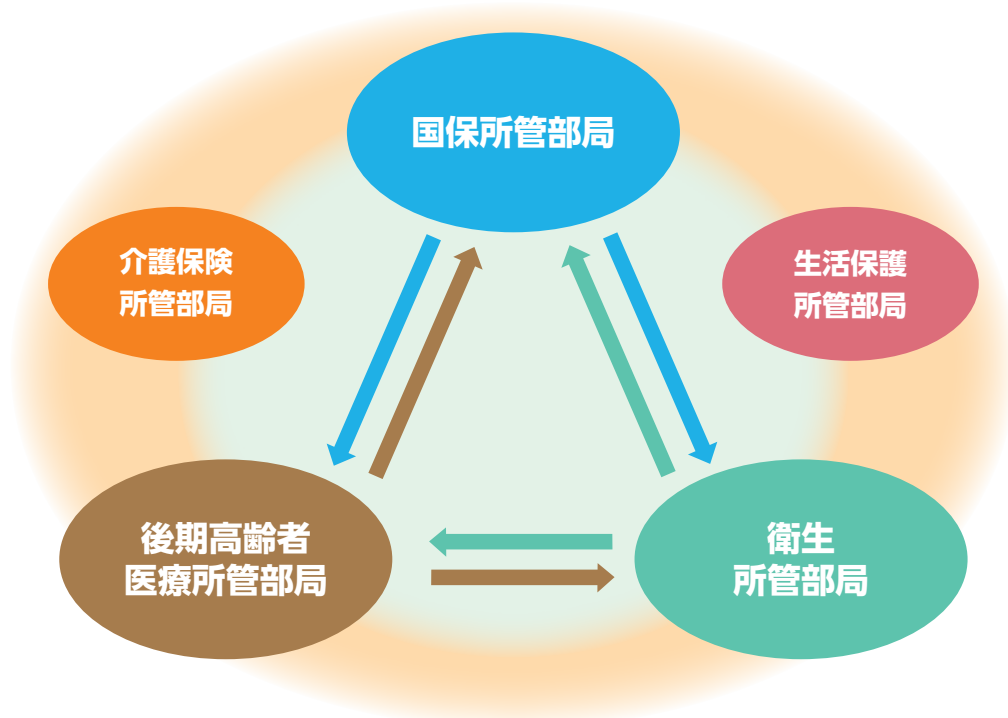 国保所管部局
介護保険
所管部局
生活保護
所管部局
後期高齢者
医療所管部局
衛生
所管部局